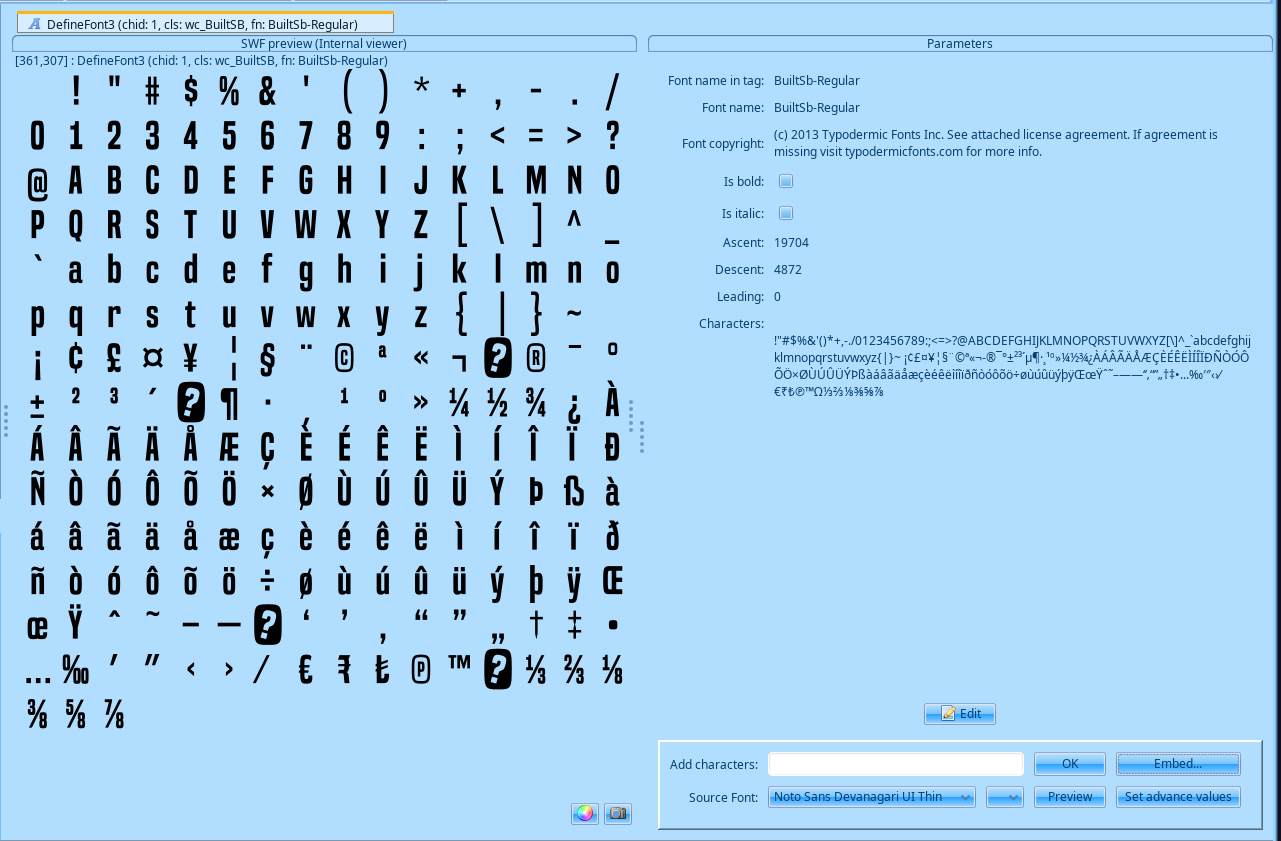 DefineFont3 (chid: 1, cls: wc_BuiltSB, fn: BuiltSb-Regular)
SWF preview (Internal viewer)
[361,307] : DefineFont3 (chid: 1, cls: wc_BuiltSB, fn: BuiltSb-Regular)
! " # $ % & ' ( ) * + , - . /
0 1 2 3 4 5 6 7 8 9 : ; < = > ?
@ A B C D E F G H I J K L M N O
P Q R S T U V W X Y Z [ \ ] ^ _
` a b c d e f g h i j k l m n o
p q r s t u v w x y z { | } ~
¡ ¢ £ ¤ ¥ ¦ § ¨ © ª « ¬ ? ® ¯ °
± ² ³ ´ ? ¶ · ¸ ¹ º » ¼ ½ ¾ ¿ À
Á Â Ã Ä Å Æ Ç È É Ê Ë Ì Í Î Ï Ð
Ñ Ò Ó Ô Õ Ö × Ø Ù Ú Û Ü Ý Þ ß à
á â ã ä å æ ç è é ê ë ì í î ï ð
ñ ò ó ô õ ö ÷ ø ù ú û ü ý þ ÿ Œ
œ Ÿ ˆ ˜ – — ? ‘ ’ ‚ “ ” „ † ‡ •
… ‰ ′ ″ ‹ › ⁄ € ₹ ₺ ℗ ™ ? ⅓ ⅔ ⅛
⅜ ⅝ ⅞
Parameters
Font name in tag: BuiltSb-Regular
Font name: BuiltSb-Regular
Font copyright: (c) 2013 Typodermic Fonts Inc. See attached license agreement. If agreement is
missing visit typodermicfonts.com for more info.
Is bold:
Is italic:
Ascent: 19704
Descent: 4872
Leading: 0
Characters:
!"#$%&'()*+,-./0123456789:;<=>?@ABCDEFGHIJKLMNOPQRSTUVWXYZ[\]^_`abcdefghij
klmnopqrstuvwxyz{|}~ ¡¢£¤¥¦§¨©ª«¬-®¯°±²³´µ¶·¸¹º»¼½¾¿ÀÁÂÃÄÅÆÇÈÉÊËÌÍÎÏÐÑÒÓÔ
ÕÖ×ØÙÚÛÜÝÞßàáâãäåæçèéêëìíîïðñòóôõö÷øùúûüýþÿŒœŸˆ˜–—―‘’‚“”„†‡•…‰′″‹›⁄
€₹₺℗™Ω⅓⅔⅛⅜⅝⅞
Edit
Add characters: OK Embed...
Source Font: Noto Sans Devanagari UI Thin Preview Set advance values